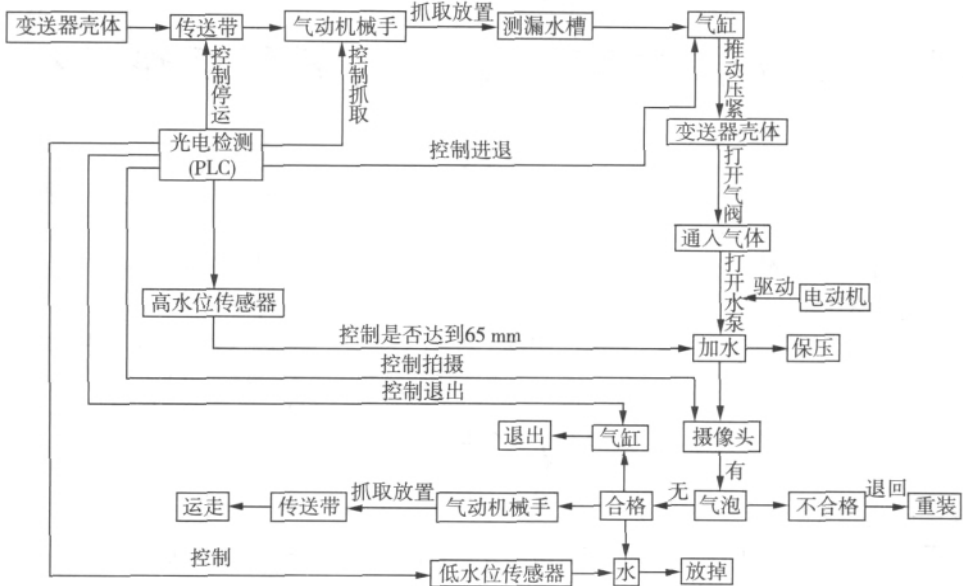 变送器壳体
传送带
气动机械手
抓取放置
测漏水槽
气缸
控制停运
控制抓取
推动压紧
光电检测
(PLC)
控制进退
变送器壳体
打开气阀
通入气体
打开水泵
驱动
电动机
高水位传感器
控制是否达到65 mm
加水
保压
控制拍摄
控制退出
退出
气缸
摄像头
有
运走
传送带
抓取放置
气动机械手
合格
无
气泡
不合格
退回
重装
控制
低水位传感器
水
放掉